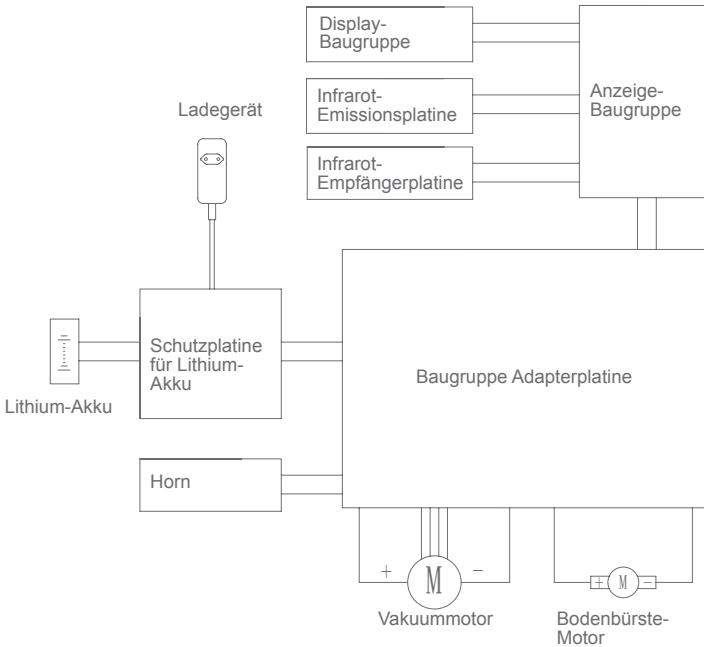 Display-
Baugruppe
Infrarot-
Emissionsplatine
Infrarot-
Empfängerplatine
Anzeige-
Baugruppe
Ladegerät
Schutzplatine
für Lithium-
Akku
Lithium-Akku
Baugruppe Adapterplatine
Horn
+ M −
Vakuummotor
+ M −
Bodenbürste-
Motor